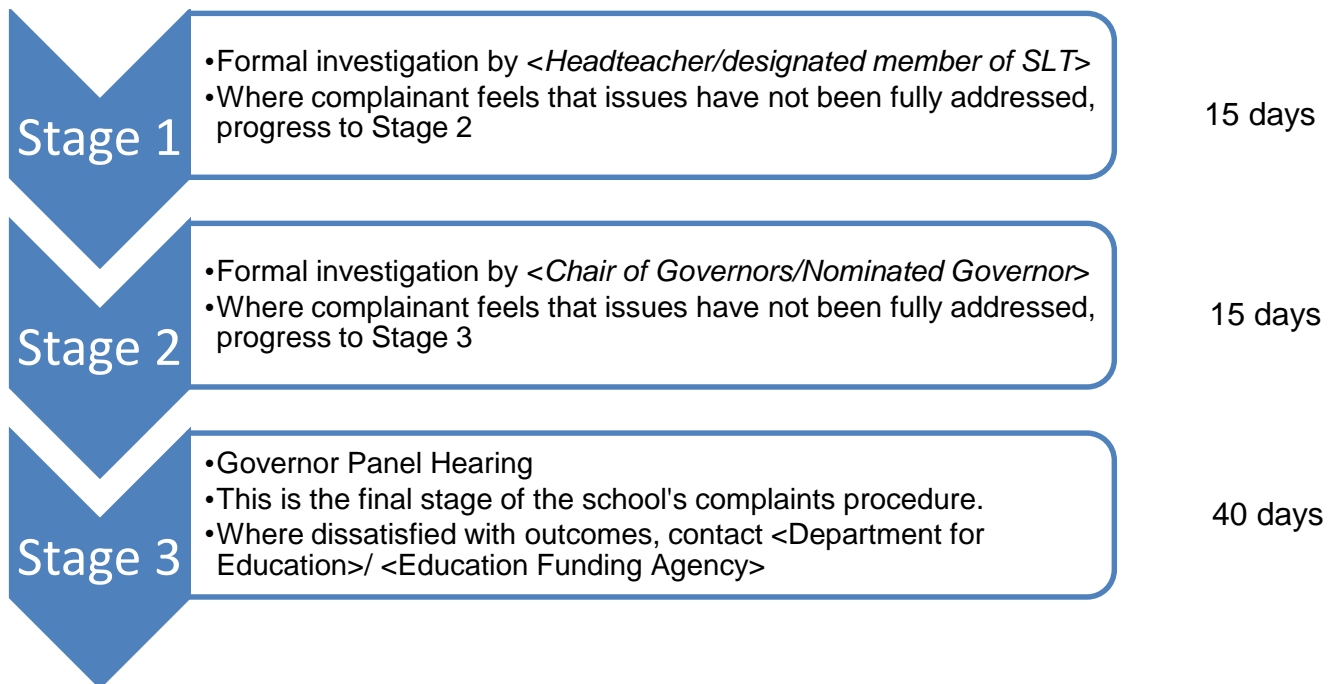 Stage 1
•Formal investigation by <Headteacher/designated member of SLT>
•Where complainant feels that issues have not been fully addressed,
progress to Stage 2
15 days
Stage 2
•Formal investigation by <Chair of Governors/Nominated Governor>
•Where complainant feels that issues have not been fully addressed,
progress to Stage 3
15 days
Stage 3
•Governor Panel Hearing
•This is the final stage of the school's complaints procedure.
•Where dissatisfied with outcomes, contact <Department for
Education>/ <Education Funding Agency>
40 days